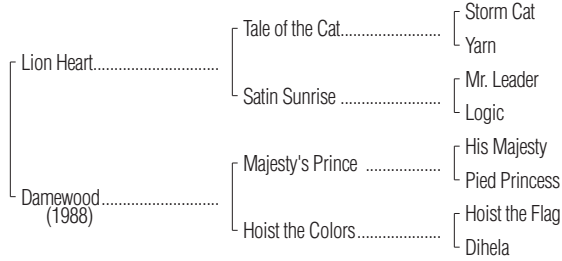 Storm Cat
Tale of the Cat
Yarn
Lion Heart
Mr. Leader
Satin Sunrise
Logic
His Majesty
Majesty's Prince
Pied Princess
Damewood
(1988)
Hoist the Flag
Hoist the Colors
Dihela